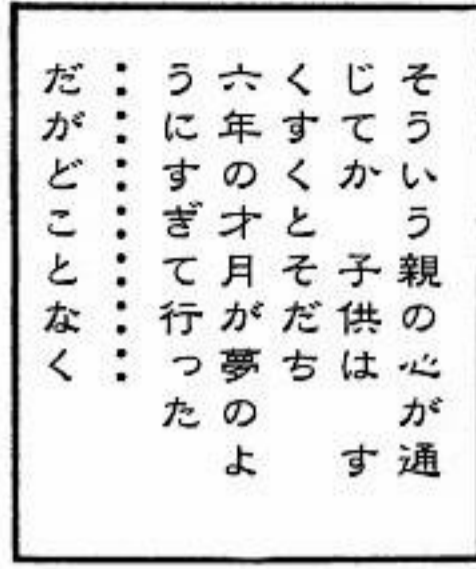 そういう親の心が通
じてか　子供は　す
くすくとそだち
六年の才月が夢のよ
うにすぎて行った
…………
だがどことなく